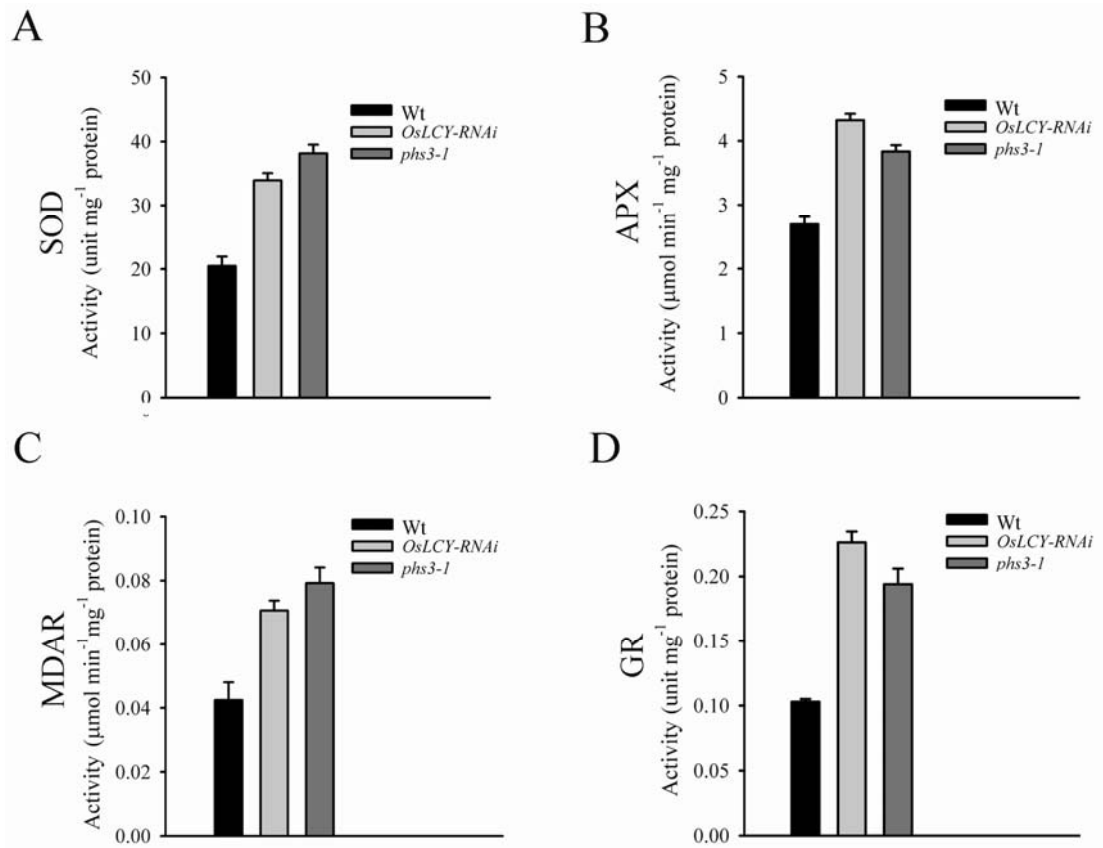 A
SOD
Activity (unit mg⁻¹ protein)
50
40
30
20
10
0
Wt
OsLCY-RNAi
phs3-1
B
APX
Activity (µmol min⁻¹ mg⁻¹ protein)
5
4
3
2
1
0
Wt
OsLCY-RNAi
phs3-1
C
MDAR
Activity (µmol min⁻¹mg⁻¹ protein)
0.10
0.08
0.06
0.04
0.02
0.00
Wt
OsLCY-RNAi
phs3-1
D
GR
Activity (unit mg⁻¹ protein)
0.25
0.20
0.15
0.10
0.05
0.00
Wt
OsLCY-RNAi
phs3-1